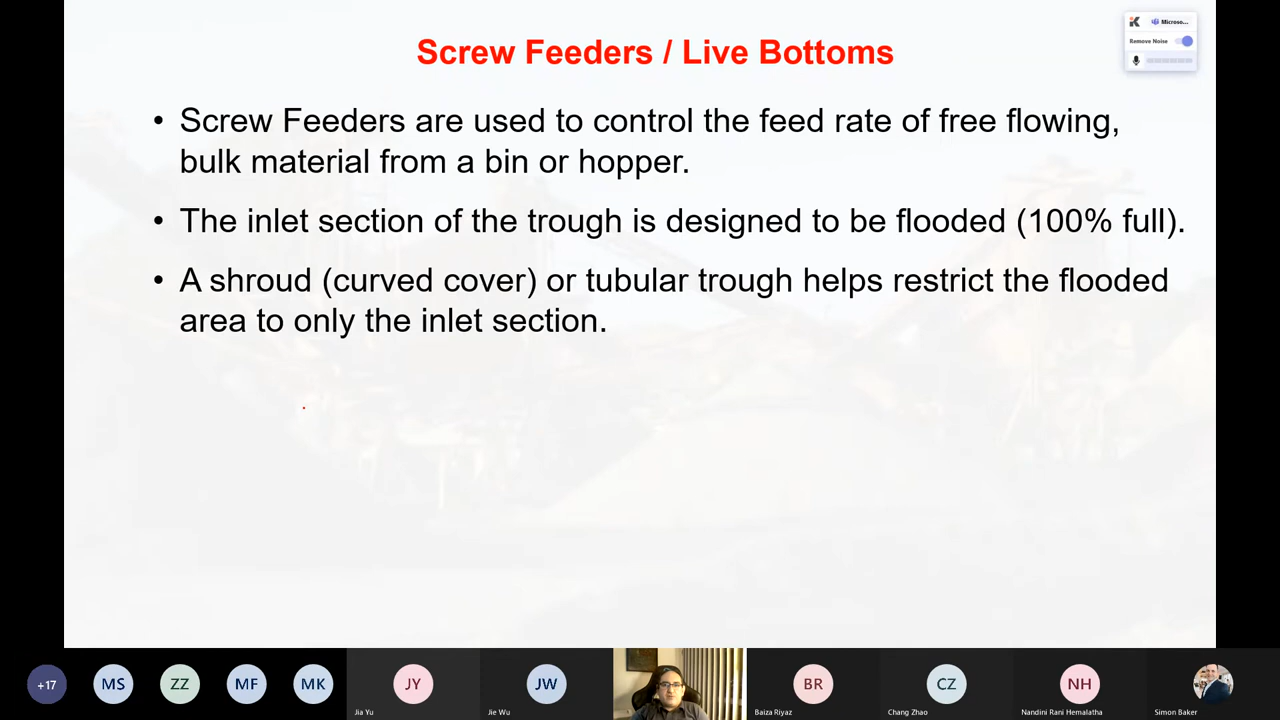 Screw Feeders / Live Bottoms
Microso...
Remove Noise
• Screw Feeders are used to control the feed rate of free flowing,
bulk material from a bin or hopper.
• The inlet section of the trough is designed to be flooded (100% full).
• A shroud (curved cover) or tubular trough helps restrict the flooded
area to only the inlet section.
+17
MS
ZZ
MF
MK
JY
JW
BR
CZ
NH
Jia Yu
Jie Wu
Baiza Riyaz
Chang Zhao
Nandini Rani Hemalatha
Simon Baker